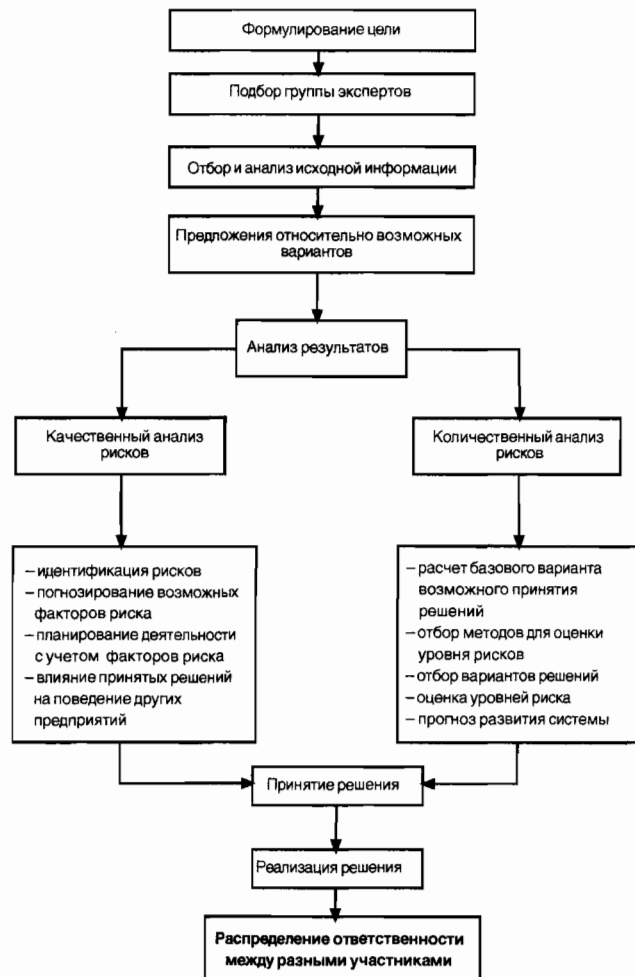 Формулирование цели
Подбор группы экспертов
Отбор и анализ исходной информации
Предложения относительно возможных
вариантов
Анализ результатов
Качественный анализ
рисков
Количественный анализ
рисков
– идентификация рисков
– погнозирование возможных
факторов риска
– планирование деятельности
с учетом факторов риска
– влияние принятых решений
на поведение других
предприятий
– расчет базового варианта
возможного принятия
решений
– отбор методов для оценки
уровня рисков
– отбор вариантов решений
– оценка уровней риска
– прогноз развития системы
Принятие решения
Реализация решения
Распределение ответственности
между разными участниками